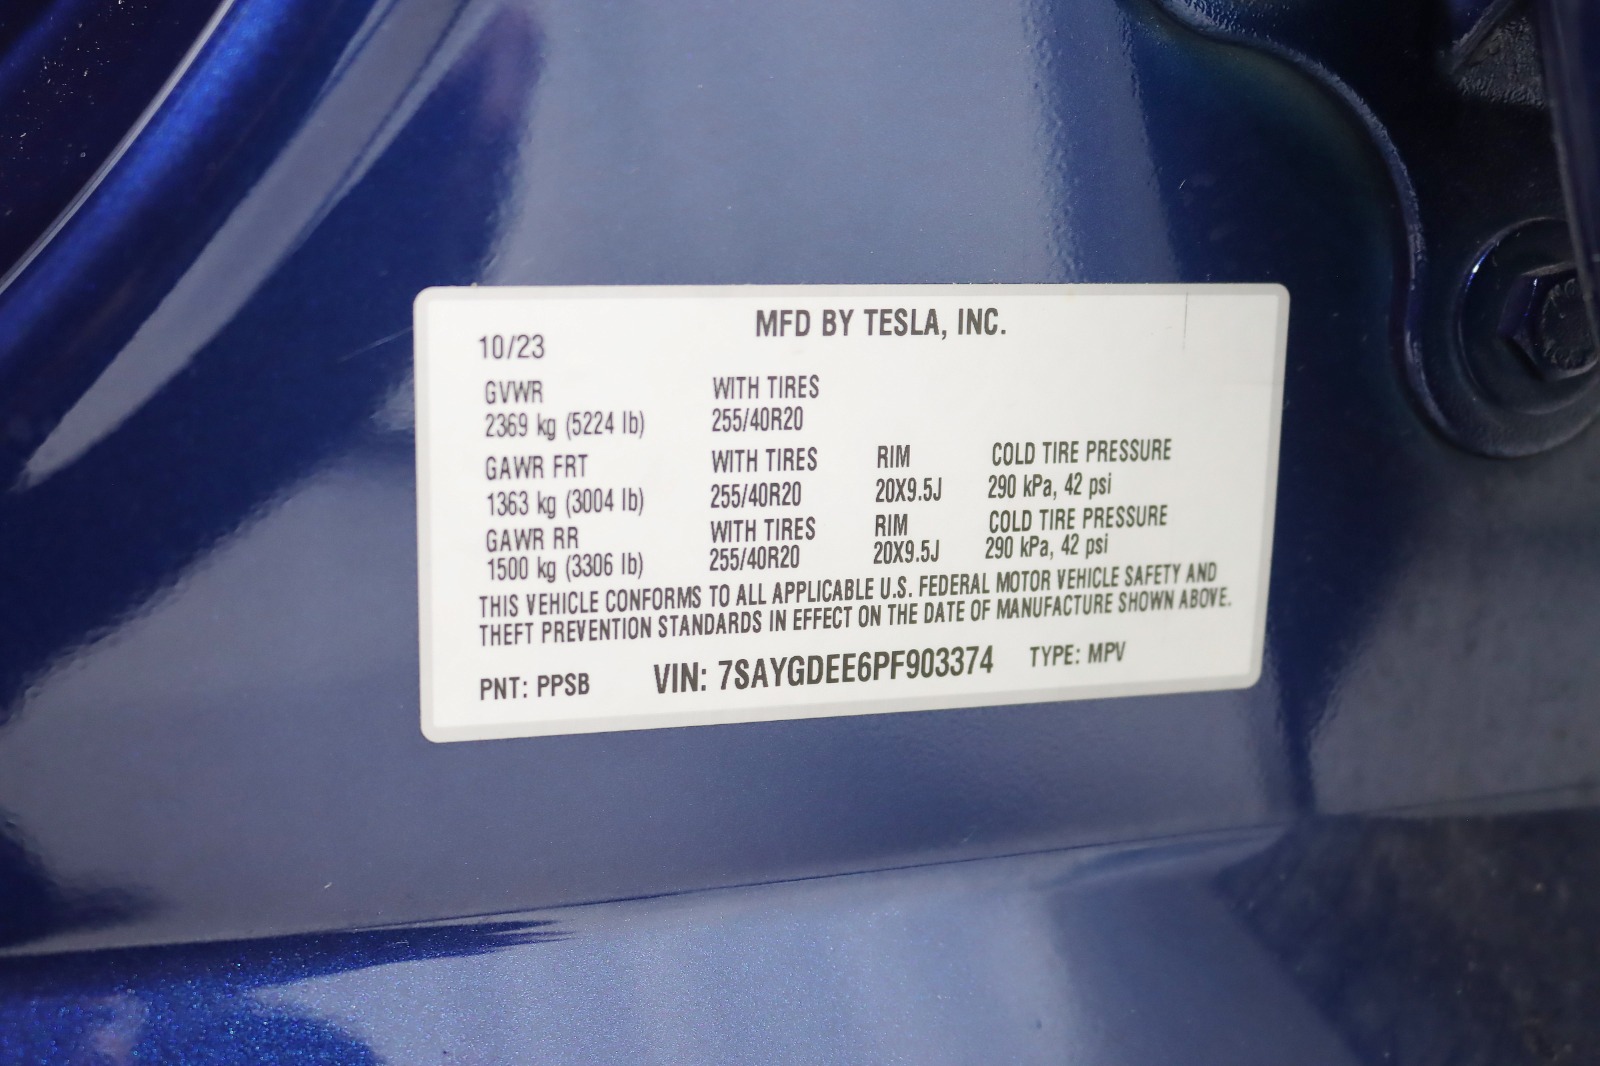 MFD BY TESLA, INC.
10/23
GVWR WITH TIRES
2369 kg (5224 lb) 255/40R20
GAWR FRT WITH TIRES RIM COLD TIRE PRESSURE
1363 kg (3004 lb) 255/40R20 20X9.5J 290 kPa, 42 psi
GAWR RR WITH TIRES RIM COLD TIRE PRESSURE
1500 kg (3306 lb) 255/40R20 20X9.5J 290 kPa, 42 psi
THIS VEHICLE CONFORMS TO ALL APPLICABLE U.S. FEDERAL MOTOR VEHICLE SAFETY AND
THEFT PREVENTION STANDARDS IN EFFECT ON THE DATE OF MANUFACTURE SHOWN ABOVE.
PNT: PPSB VIN: 7SAYGDEE6PF903374 TYPE: MPV